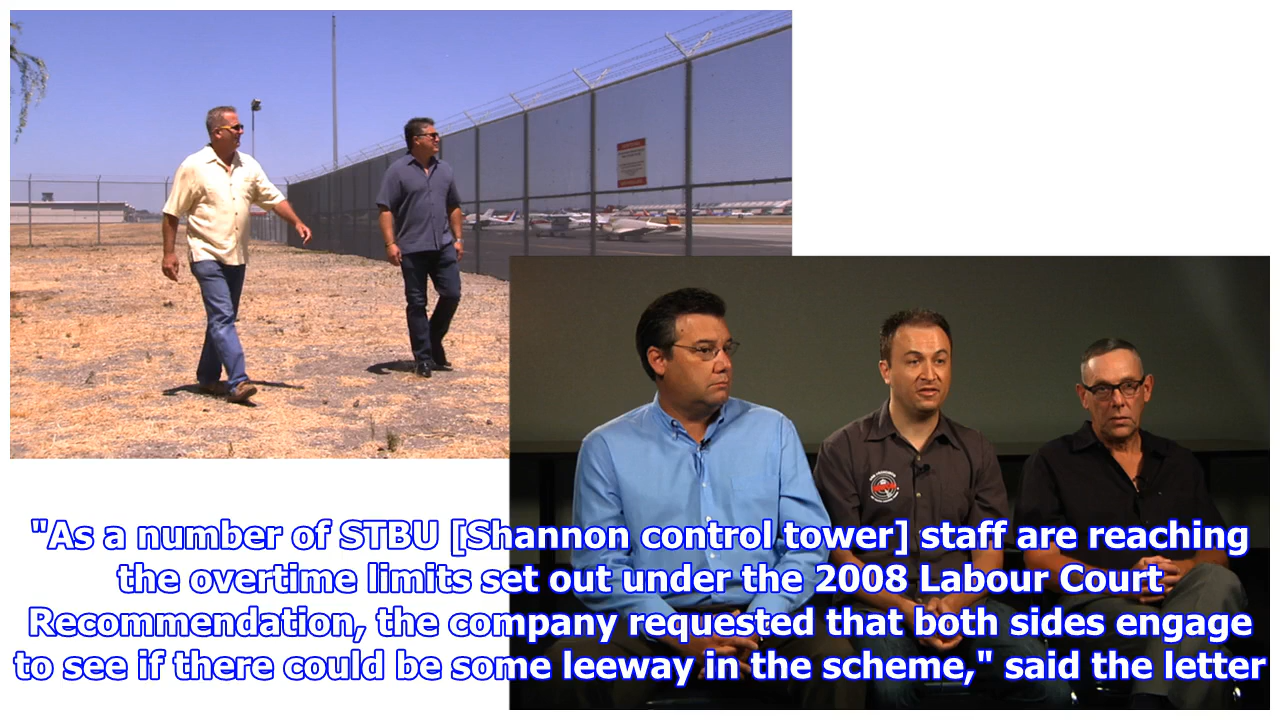 "As a number of STBU [Shannon control tower] staff are reaching
the overtime limits set out under the 2008 Labour Court
Recommendation, the company requested that both sides engage
to see if there could be some leeway in the scheme," said the letter